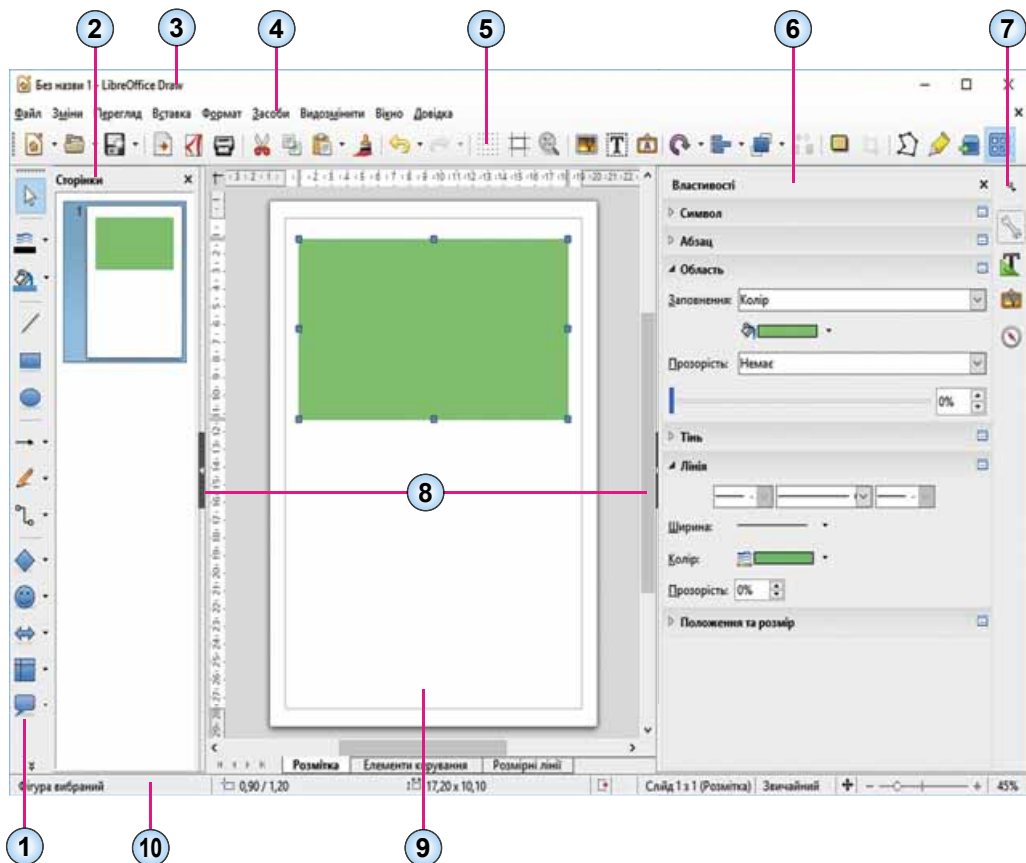 2 3 4 5 6 7
Без назви 1 - LibreOffice Draw
Файл Зміни Перегляд Вставка Формат Засоби Видозмінити Вікно Довідка
Сторінки
1
Властивості
Символ
Абзац
Область
Заповнення: Колір
Прозорість: Немає
0%
Тінь
Лінія
8
Ширина:
Колір:
Прозорість: 0%
Положення та розмір
Розмітка Елементи керування Розмірні лінії
Фігура вибраний 0,90 / 1,20 17,20 x 10,10 Слайд 1 з 1 (Розмітка) Звичайний 45%
1 10 9